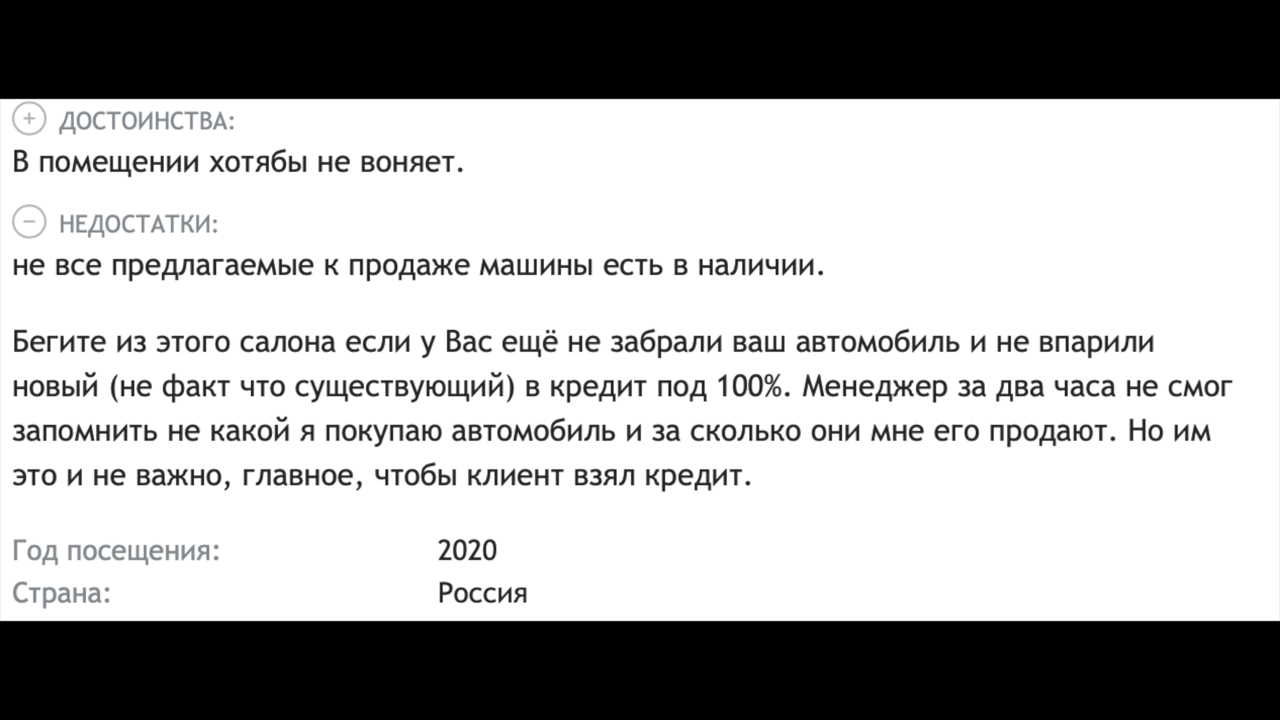 ДОСТОИНСТВА:
В помещении хотябы не воняет.
НЕДОСТАТКИ:
не все предлагаемые к продаже машины есть в наличии.
Бегите из этого салона если у Вас ещё не забрали ваш автомобиль и не впарили
новый (не факт что существующий) в кредит под 100%. Менеджер за два часа не смог
запомнить не какой я покупаю автомобиль и за сколько они мне его продают. Но им
это и не важно, главное, чтобы клиент взял кредит.
Год посещения: 2020
Страна: Россия